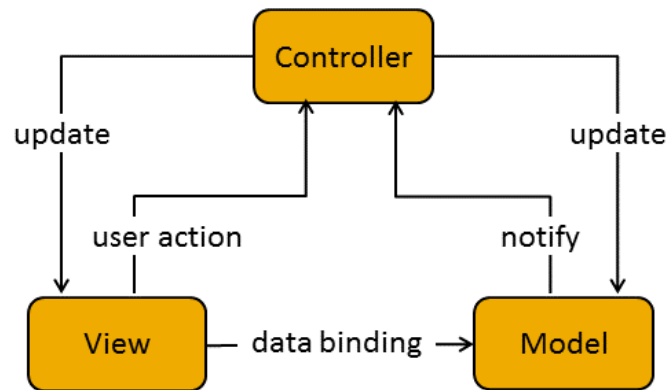 Controller
update
update
user action
notify
View
data binding
Model